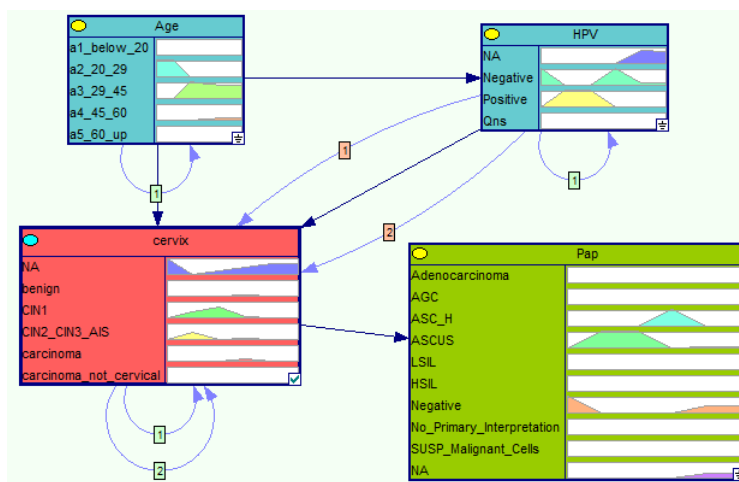 Age
a1_below_20
a2_20_29
a3_29_45
a4_45_60
a5_60_up
HPV
NA
Negative
Positive
Qns
1
1
1
2
cervix
NA
benign
CIN1
CIN2_CIN3_AIS
carcinoma
carcinoma_not_cervical
1
2
Pap
Adenocarcinoma
AGC
ASC_H
ASCUS
LSIL
HSIL
Negative
No_Primary_Interpretation
SUSP_Malignant_Cells
NA